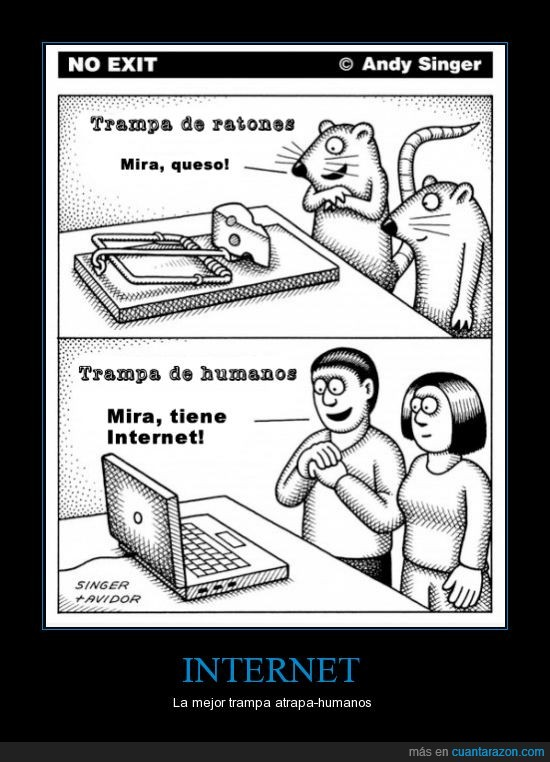 NO EXIT
© Andy Singer
Trampa de ratones
Mira, queso!
Trampa de humanos
Mira, tiene
Internet!
SINGER
+AVIDOR
INTERNET
La mejor trampa atrapa-humanos
más en cuantarazon.com